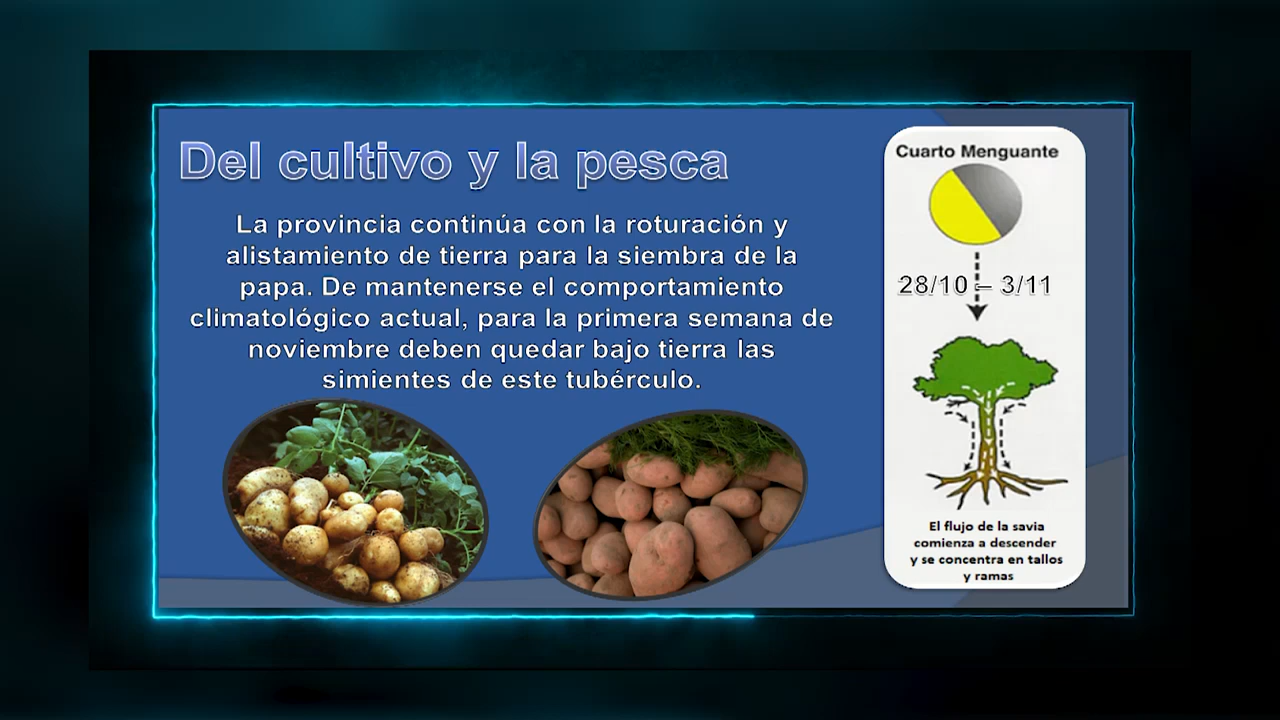 Del cultivo y la pesca
La provincia continúa con la roturación y
alistamiento de tierra para la siembra de la
papa. De mantenerse el comportamiento
climatológico actual, para la primera semana de
noviembre deben quedar bajo tierra las
simientes de este tubérculo.
Cuarto Menguante
28/10 – 3/11
El flujo de la savia
comienza a descender
y se concentra en tallos
y ramas